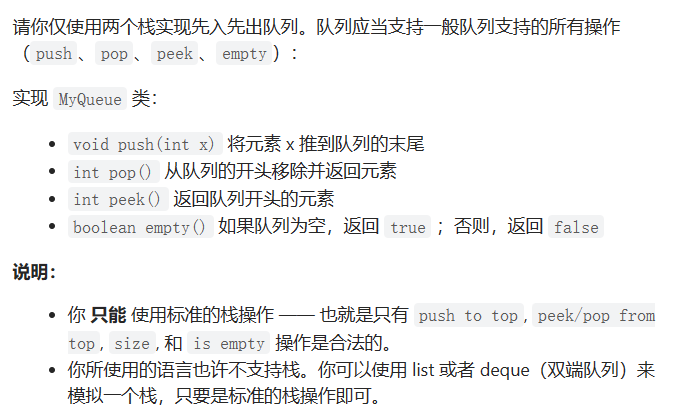 请你仅使用两个栈实现先入先出队列。队列应当支持一般队列支持的所有操作
（push、pop、peek、empty）：
实现 MyQueue 类：
• void push(int x) 将元素 x 推到队列的末尾
• int pop() 从队列的开头移除并返回元素
• int peek() 返回队列开头的元素
• boolean empty() 如果队列为空，返回 true ；否则，返回 false
说明：
• 你 只能 使用标准的栈操作 —— 也就是只有 push to top, peek/pop from
top, size, 和 is empty 操作是合法的。
• 你所使用的语言也许不支持栈。你可以使用 list 或者 deque（双端队列）来
模拟一个栈，只要是标准的栈操作即可。